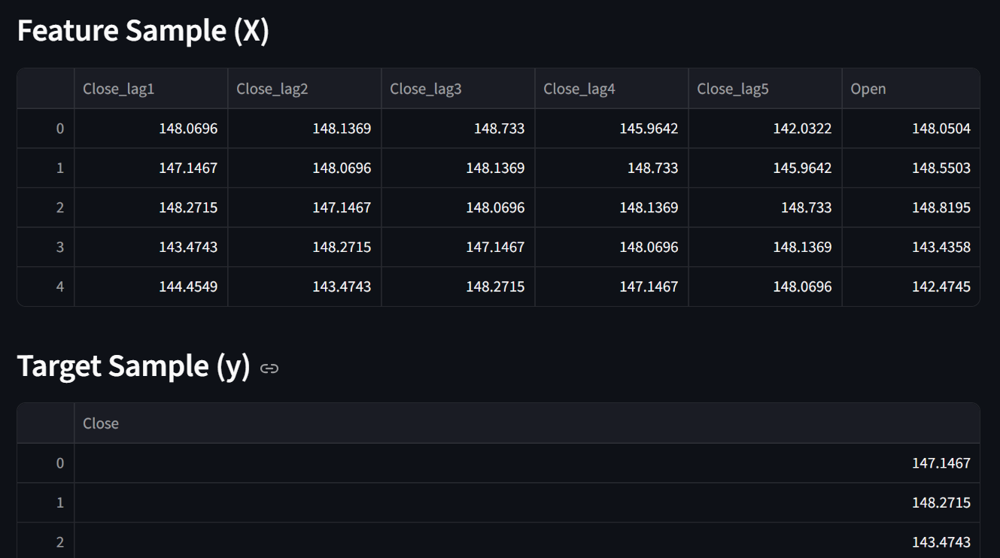 Feature Sample (X)
Close_lag1 Close_lag2 Close_lag3 Close_lag4 Close_lag5 Open
0 148.0696 148.1369 148.733 145.9642 142.0322 148.0504
1 147.1467 148.0696 148.1369 148.733 145.9642 148.5503
2 148.2715 147.1467 148.0696 148.1369 148.733 148.8195
3 143.4743 148.2715 147.1467 148.0696 148.1369 143.4358
4 144.4549 143.4743 148.2715 147.1467 148.0696 142.4745
Target Sample (y)
Close
0 147.1467
1 148.2715
2 143.4743